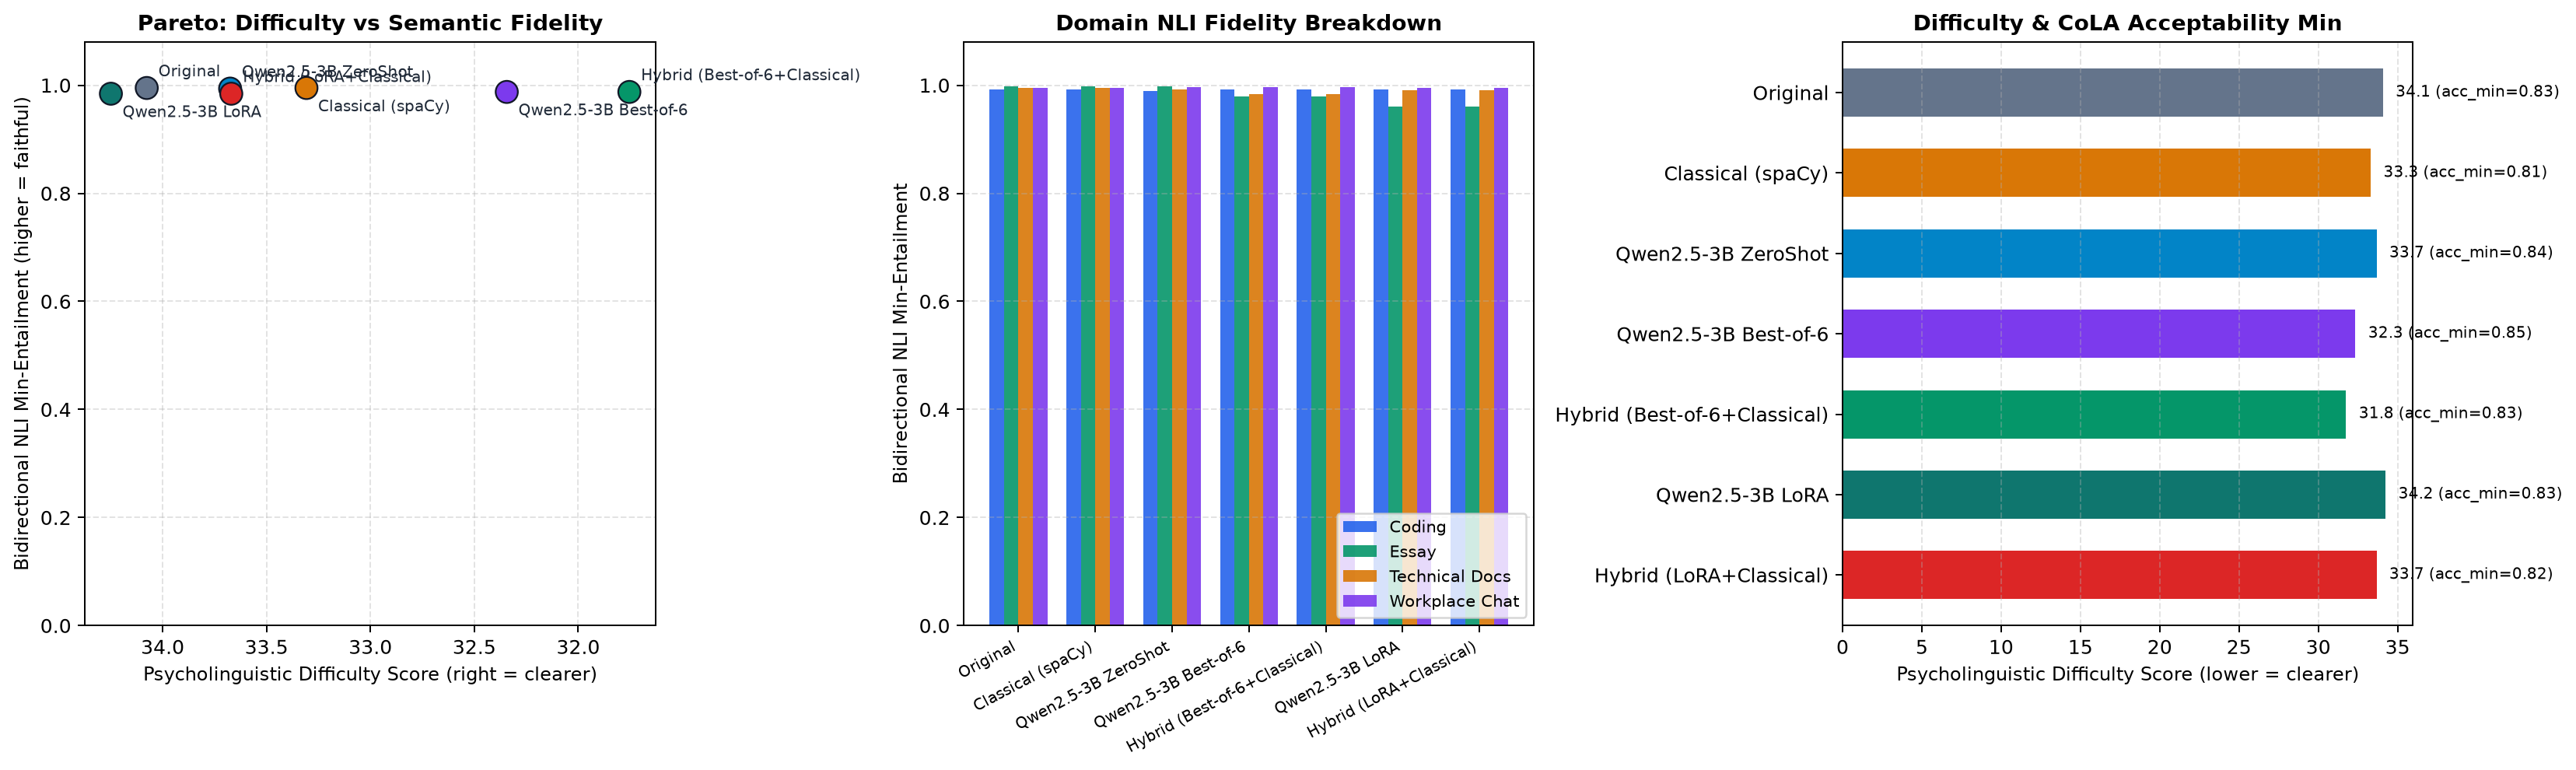 Pareto: Difficulty vs Semantic Fidelity
Bidirectional NLI Min-Entailment (higher = faithful)
1.0
0.8
0.6
0.4
0.2
0.0
Original
Qwen2.5-3B ZeroShot
Hybrid (LoRA+Classical)
Hybrid (Best-of-6+Classical)
Qwen2.5-3B LoRA
Classical (spaCy)
Qwen2.5-3B Best-of-6
34.0 33.5 33.0 32.5 32.0
Psycholinguistic Difficulty Score (right = clearer)
Domain NLI Fidelity Breakdown
Bidirectional NLI Min-Entailment
1.0
0.8
0.6
0.4
0.2
0.0
Coding
Essay
Technical Docs
Workplace Chat
Original
Classical (spaCy)
Qwen2.5-3B ZeroShot
Qwen2.5-3B Best-of-6
Hybrid (Best-of-6+Classical)
Qwen2.5-3B LoRA
Hybrid (LoRA+Classical)
Difficulty & CoLA Acceptability Min
Original 34.1 (acc_min=0.83)
Classical (spaCy) 33.3 (acc_min=0.81)
Qwen2.5-3B ZeroShot 33.7 (acc_min=0.84)
Qwen2.5-3B Best-of-6 32.3 (acc_min=0.85)
Hybrid (Best-of-6+Classical) 31.8 (acc_min=0.83)
Qwen2.5-3B LoRA 34.2 (acc_min=0.83)
Hybrid (LoRA+Classical) 33.7 (acc_min=0.82)
0 5 10 15 20 25 30 35
Psycholinguistic Difficulty Score (lower = clearer)